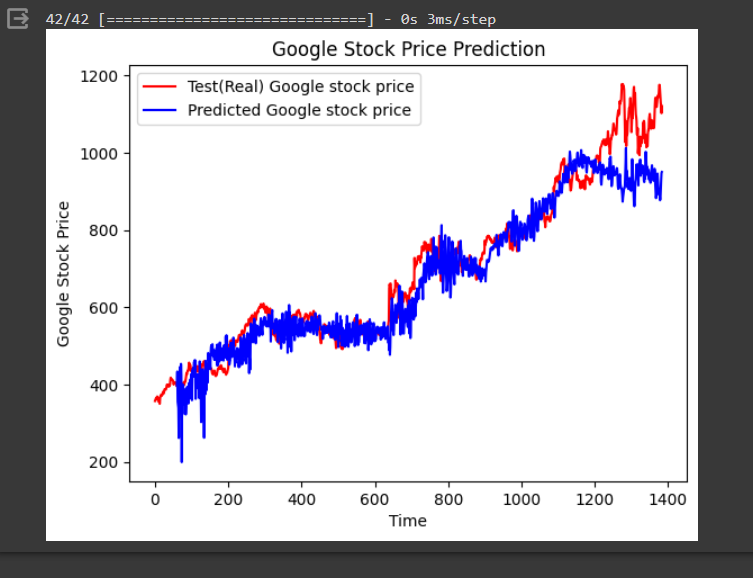 42/42 [==============================] - 0s 3ms/step
Google Stock Price Prediction
Test(Real) Google stock price
Predicted Google stock price
Google Stock Price
1200
1000
800
600
400
200
0 200 400 600 800 1000 1200 1400
Time